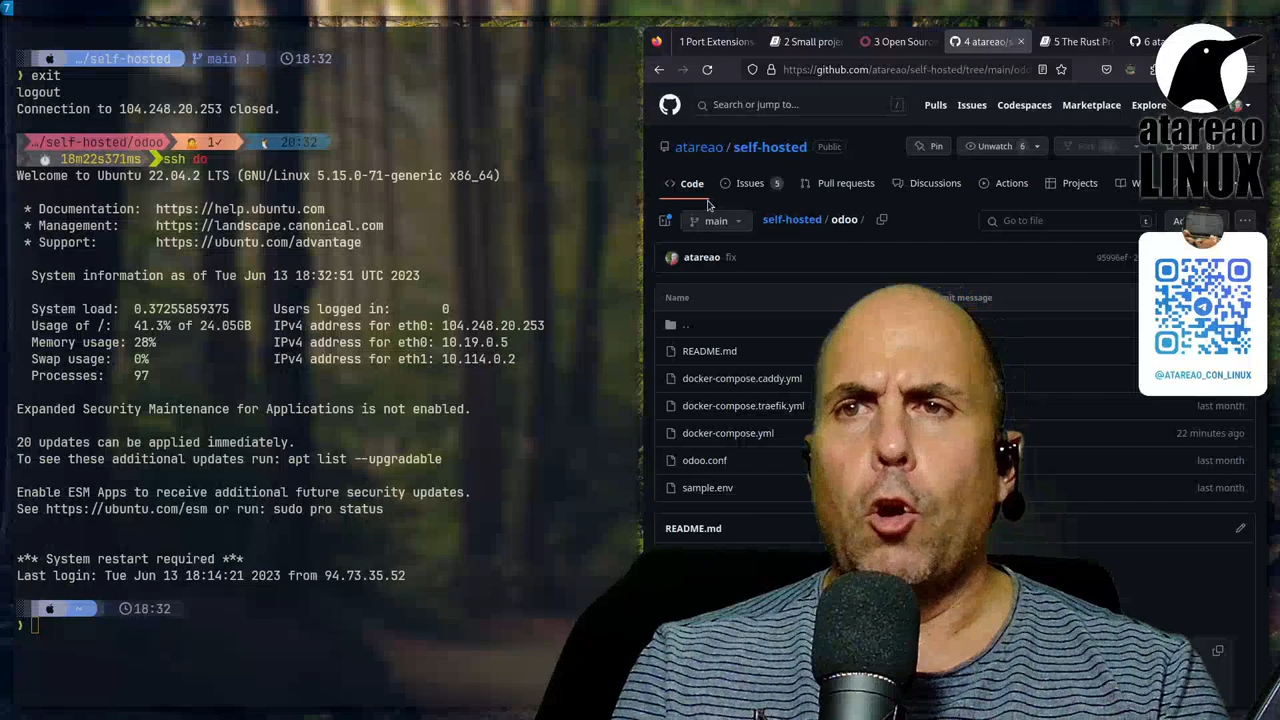 7
…/self-hosted main ! 18:32
❯ exit
logout
Connection to 104.248.20.253 closed.
…/self-hosted/odoo 1✓ 20:32
18m22s371ms ssh do
Welcome to Ubuntu 22.04.2 LTS (GNU/Linux 5.15.0-71-generic x86_64)
* Documentation: https://help.ubuntu.com
* Management: https://landscape.canonical.com
* Support: https://ubuntu.com/advantage
System information as of Tue Jun 13 18:32:51 UTC 2023
System load: 0.37255859375 Users logged in: 0
Usage of /: 41.3% of 24.05GB IPv4 address for eth0: 104.248.20.253
Memory usage: 28% IPv4 address for eth0: 10.19.0.5
Swap usage: 0% IPv4 address for eth1: 10.114.0.2
Processes: 97
Expanded Security Maintenance for Applications is not enabled.
20 updates can be applied immediately.
To see these additional updates run: apt list --upgradable
Enable ESM Apps to receive additional future security updates.
See https://ubuntu.com/esm or run: sudo pro status
*** System restart required ***
Last login: Tue Jun 13 18:14:21 2023 from 94.73.35.52
~ 18:32
❯
1 Port Extensions 2 Small proje 3 Open Source 4 atareao/s × 5 The Rust Pr 6 at
https://github.com/atareao/self-hosted/tree/main/odo
Search or jump to... / Pulls Issues Codespaces Marketplace Explore
atareao / self-hosted Public Pin Unwatch 6 Star 81
Code Issues 5 Pull requests Discussions Actions Projects W
main self-hosted / odoo / Go to file t Ad ...
atareao fix 95996ef
Name mit message
..
README.md
docker-compose.caddy.yml
docker-compose.traefik.yml last month
docker-compose.yml 22 minutes ago
odoo.conf last month
sample.env last month
README.md
atareao
LINUX
@ATAREAO_CON_LINUX